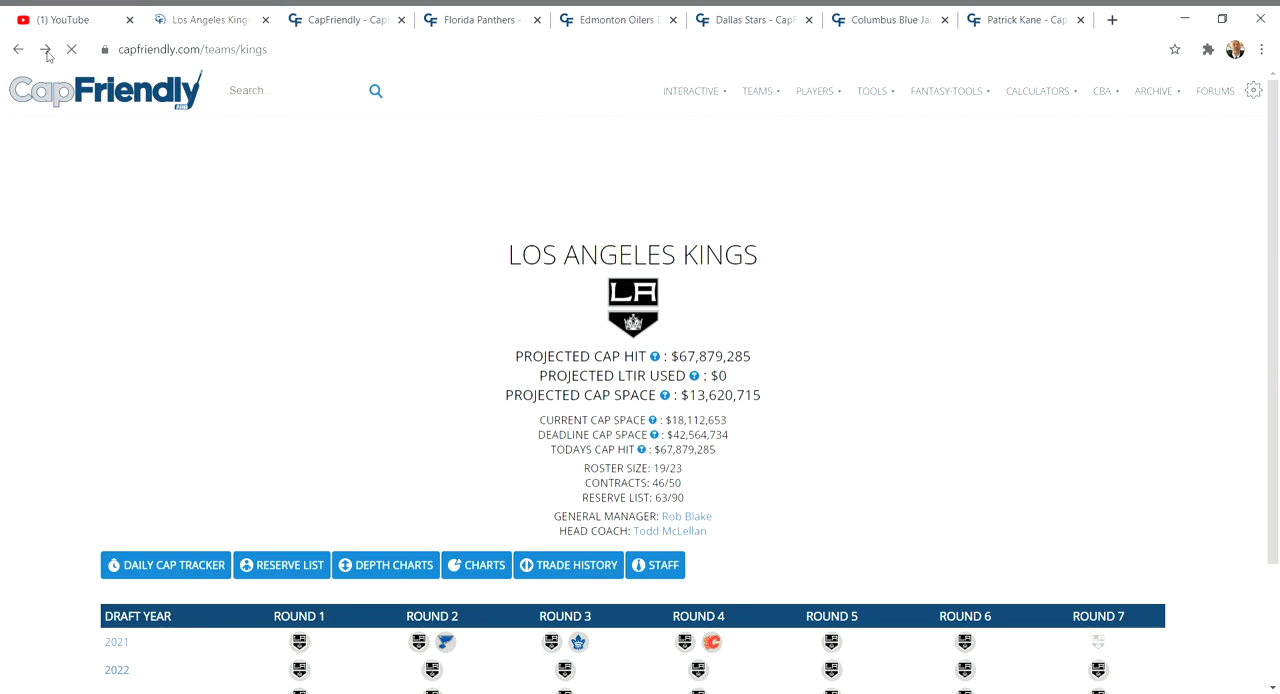 (1) YouTube
Los Angeles King
CapFriendly - Cap
Florida Panthers -
Edmonton Oilers D
Dallas Stars - CapF
Columbus Blue Ja
Patrick Kane - Cap
capfriendly.com/teams/kings
CapFriendly
Search...
INTERACTIVE
TEAMS
PLAYERS
TOOLS
FANTASY-TOOLS
CALCULATORS
CBA
ARCHIVE
FORUMS
LOS ANGELES KINGS
LA
PROJECTED CAP HIT ? : $67,879,285
PROJECTED LTIR USED ? : $0
PROJECTED CAP SPACE ? : $13,620,715
CURRENT CAP SPACE ? : $18,112,653
DEADLINE CAP SPACE ? : $42,564,734
TODAYS CAP HIT ? : $67,879,285
ROSTER SIZE: 19/23
CONTRACTS: 46/50
RESERVE LIST: 63/90
GENERAL MANAGER: Rob Blake
HEAD COACH: Todd McLellan
DAILY CAP TRACKER
RESERVE LIST
DEPTH CHARTS
CHARTS
TRADE HISTORY
STAFF
DRAFT YEAR ROUND 1 ROUND 2 ROUND 3 ROUND 4 ROUND 5 ROUND 6 ROUND 7
2021
2022